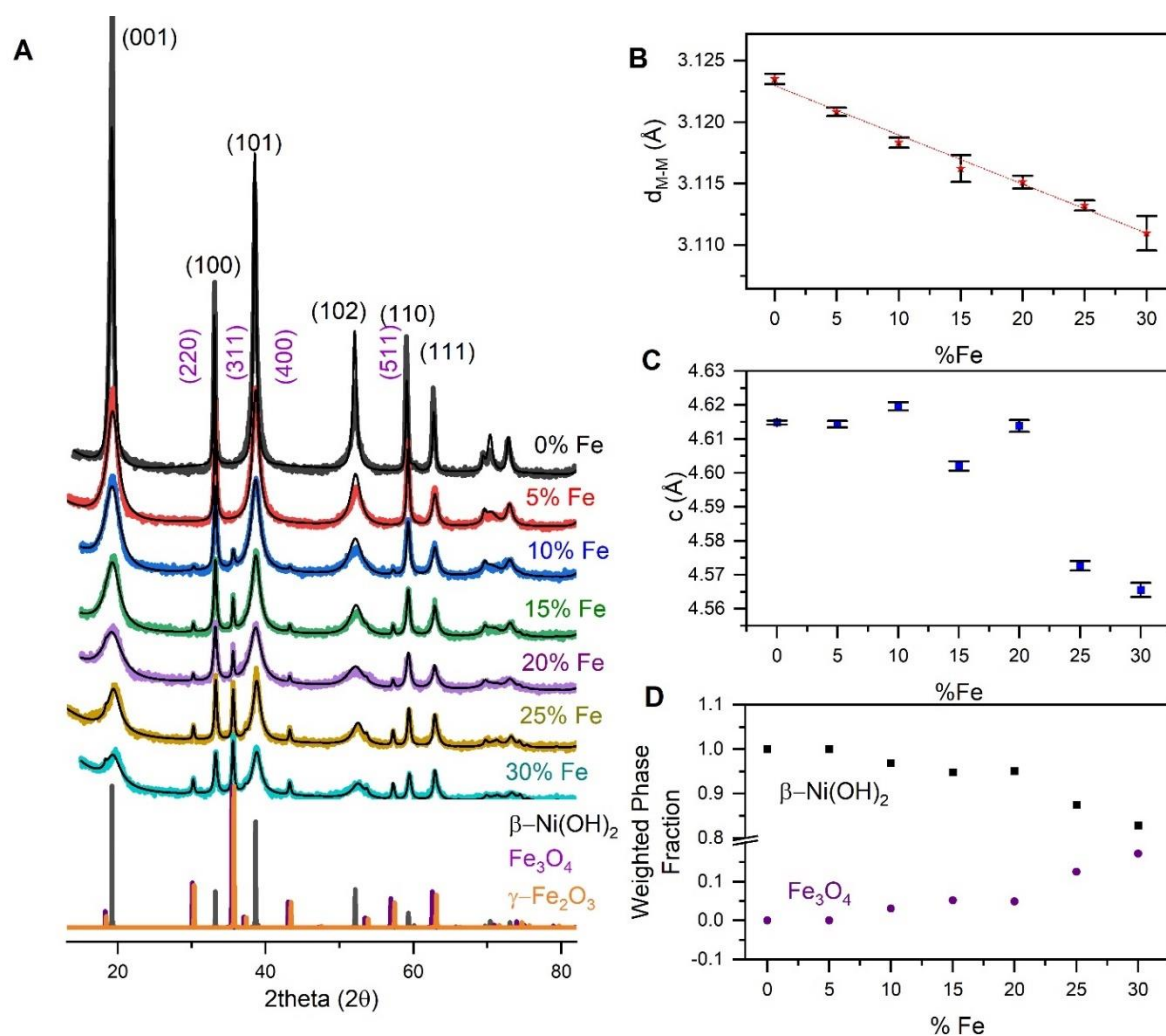 A
(001)
(101)
(100)
(220)
(311)
(400)
(102)
(511)
(110)
(111)
0% Fe
5% Fe
10% Fe
15% Fe
20% Fe
25% Fe
30% Fe
β−Ni(OH)2
Fe3O4
γ−Fe2O3
20 40 60 80
2theta (2θ)
B
3.125
3.120
3.115
3.110
dM-M (Å)
0 5 10 15 20 25 30
%Fe
C
4.63
4.62
4.61
4.60
4.59
4.58
4.57
4.56
c (Å)
0 5 10 15 20 25 30
%Fe
D
1.1
1.0
0.9
0.8
0.1
0.0
-0.1
Weighted Phase
Fraction
β−Ni(OH)2
Fe3O4
0 5 10 15 20 25 30
% Fe